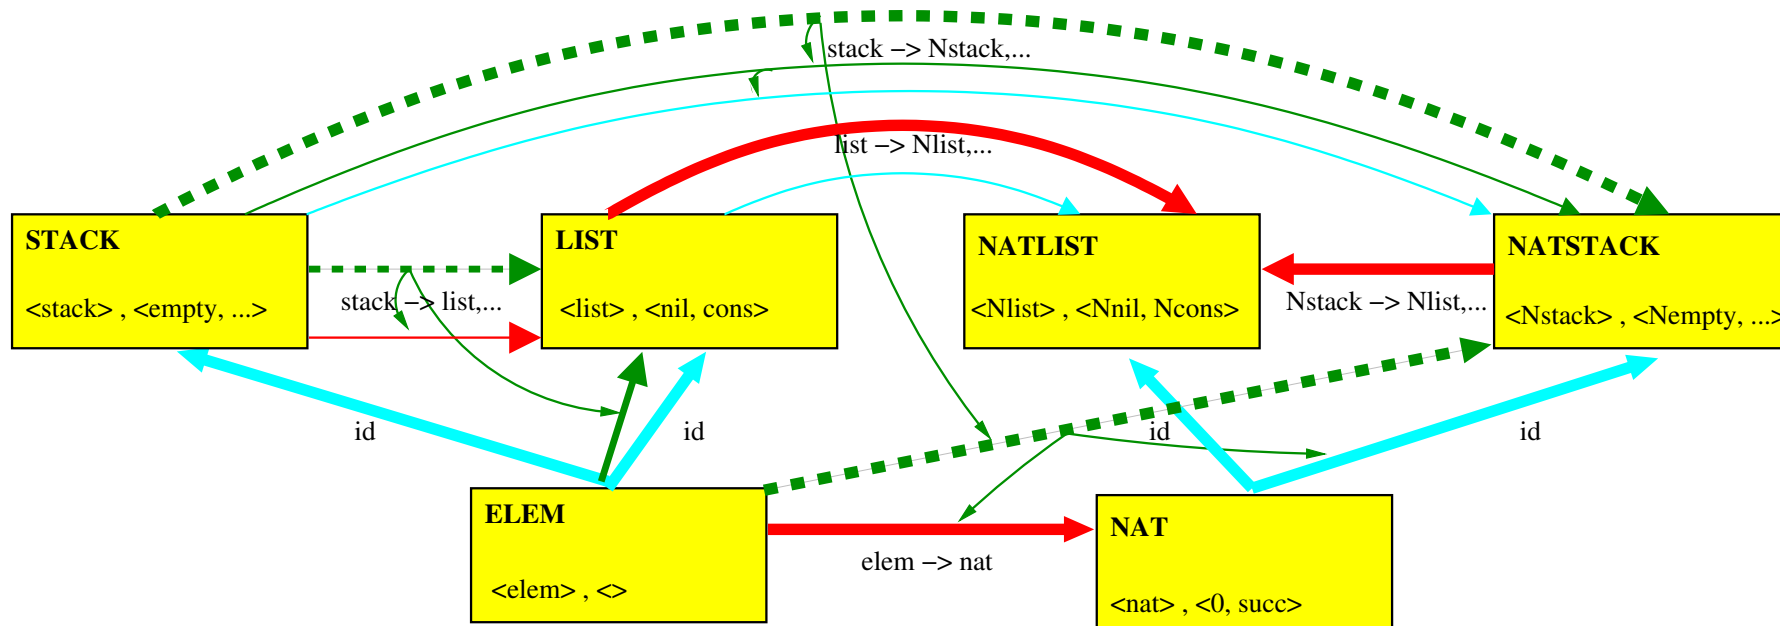 stack −> Nstack,...
list −> Nlist,...
STACK
LIST
NATLIST
NATSTACK
stack −> list,...
Nstack −> Nlist,...
<stack> , <empty, ...>
<list> , <nil, cons>
<Nlist> , <Nnil, Ncons>
<Nstack> , <Nempty, ...>
id
id
id
id
ELEM
NAT
elem −> nat
<elem> , <>
<nat> , <0, succ>